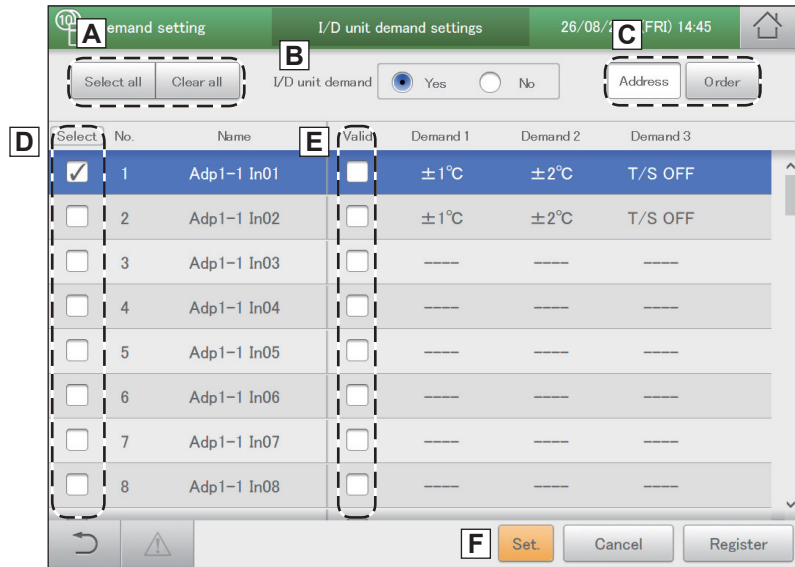 10 A emand setting I/D unit demand settings 26/08/2 (FRI) 14:45
B C
Select all Clear all I/D unit demand Yes No Address Order
D Select No. Name E Valid Demand 1 Demand 2 Demand 3
1 Adp1-1 In01 ±1℃ ±2℃ T/S OFF
2 Adp1-1 In02 ±1℃ ±2℃ T/S OFF
3 Adp1-1 In03 ---- ---- ----
4 Adp1-1 In04 ---- ---- ----
5 Adp1-1 In05 ---- ---- ----
6 Adp1-1 In06 ---- ---- ----
7 Adp1-1 In07 ---- ---- ----
8 Adp1-1 In08 ---- ---- ----
F Set. Cancel Register